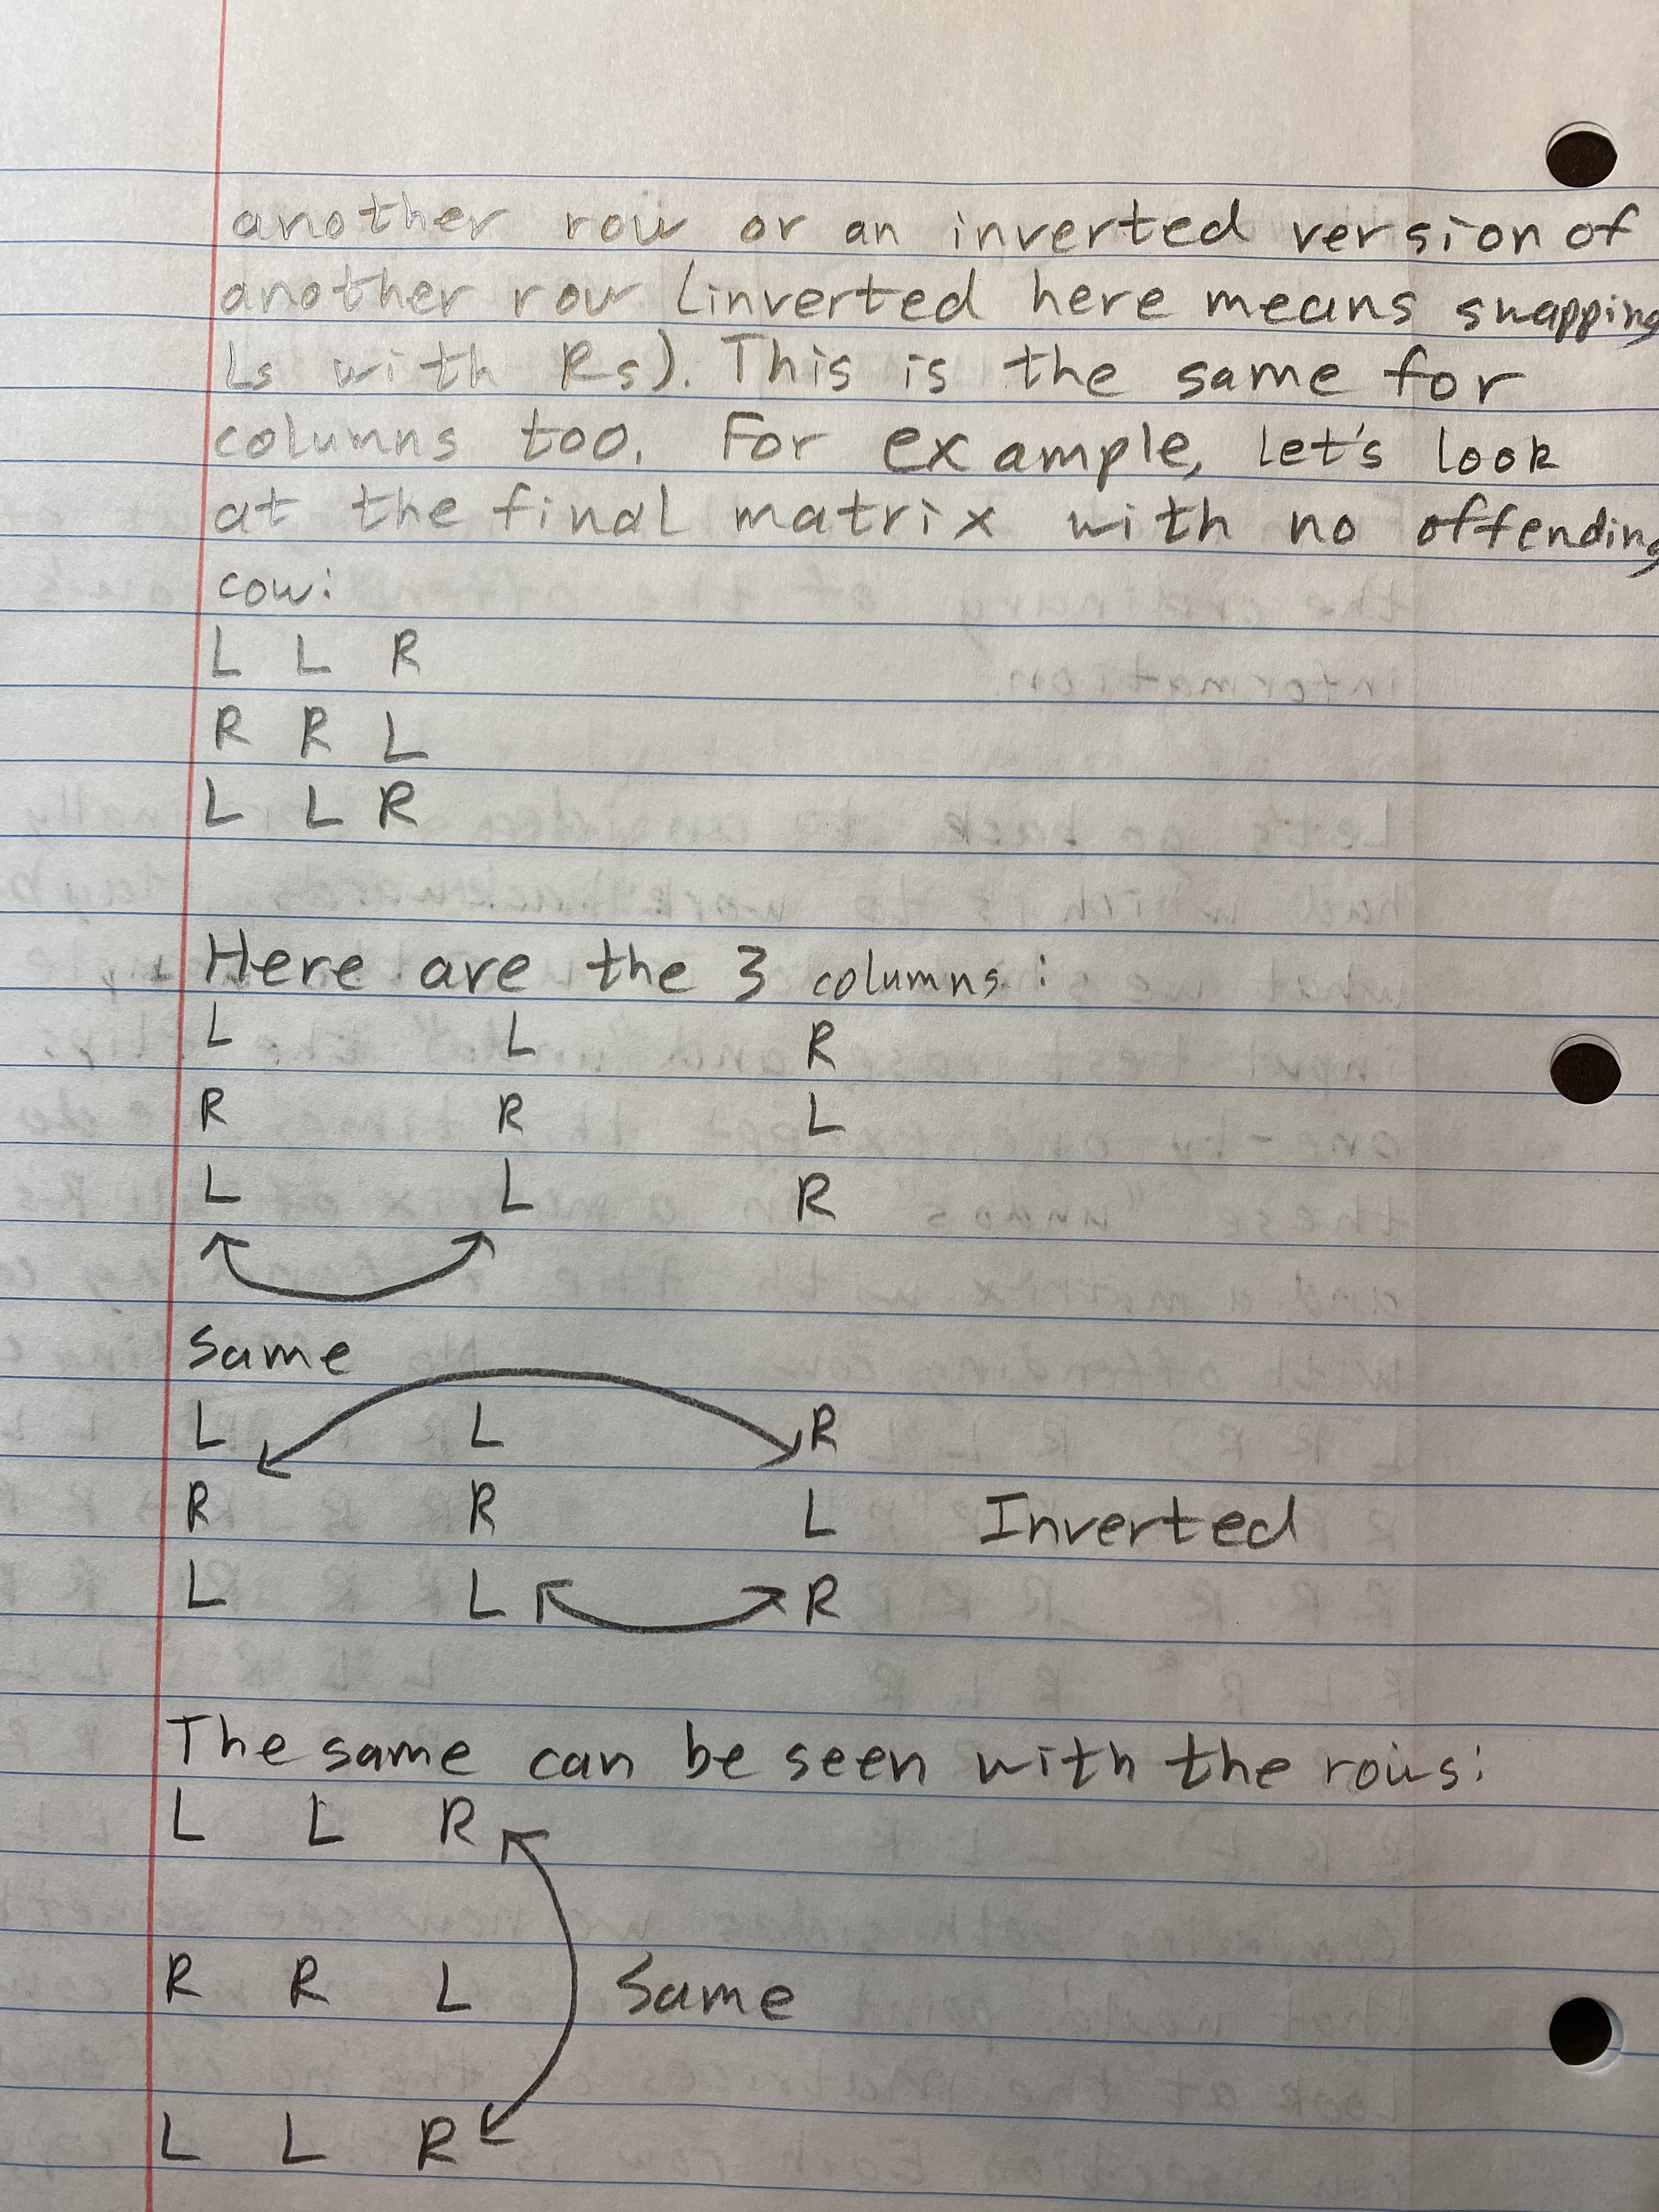 another row or an inverted version of
another row (inverted here means swapping
Ls with Rs). This is the same for
columns too. For example, let's look
at the final matrix with no offending
cow:
L L R
R R L
L L R
Here are the 3 columns:
L L R
R R L
L L R
Same
L L R
R R L Inverted
L L R
The same can be seen with the rows:
L L R
R R L Same
L L R